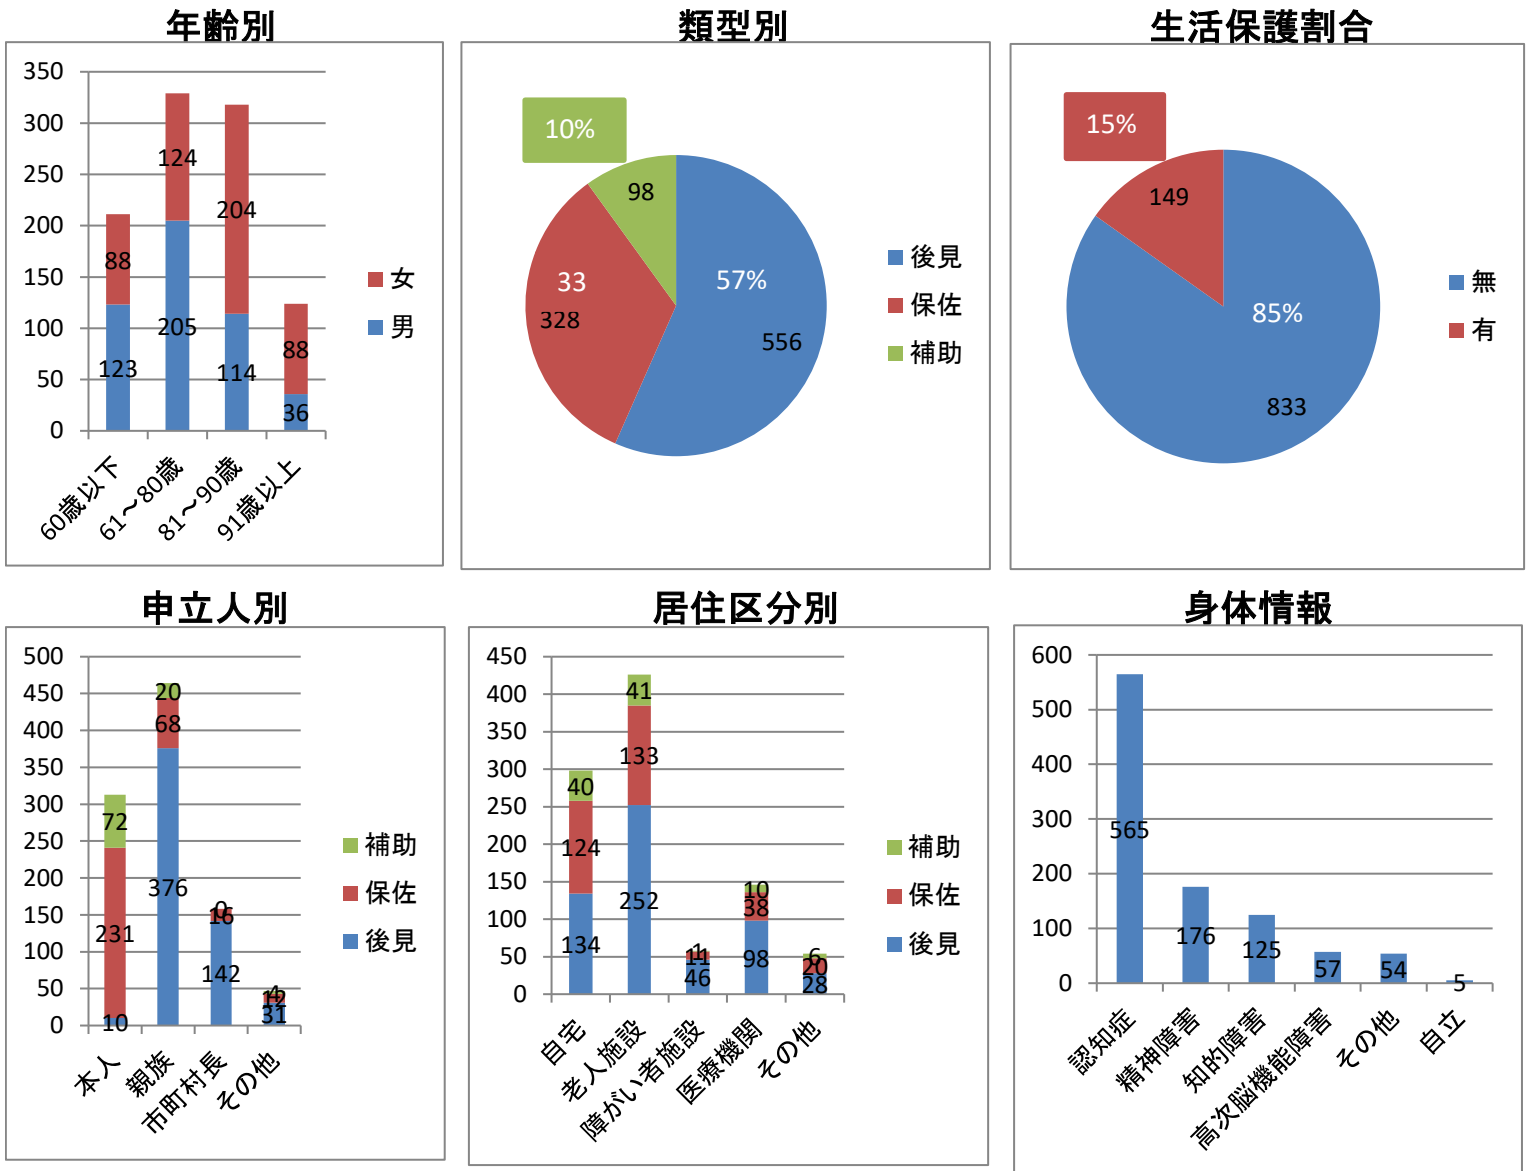 年齢別
350
300
250
200
150
100
50
0
88
123
124
205
204
114
88
36
60歳以下
61～80歳
81～90歳
91歳以上
女
男
類型別
10%
98
33
328
57%
556
後見
保佐
補助
生活保護割合
15%
149
85%
833
無
有
申立人別
500
450
400
350
300
250
200
150
100
50
0
72
231
10
20
68
376
0
16
142
4
12
31
本人
親族
市町村長
その他
補助
保佐
後見
居住区分別
450
400
350
300
250
200
150
100
50
0
40
124
134
41
133
252
1
11
46
10
38
98
6
20
28
自宅
老人施設
障がい者施設
医療機関
その他
補助
保佐
後見
身体情報
600
500
400
300
200
100
0
565
176
125
57
54
5
認知症
精神障害
知的障害
高次脳機能障害
その他
自立